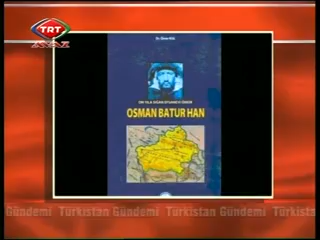 TRT
AVAZ
OSMAN BATUR HAN
Gündemi Türkistan Gündemi Türkistan Gündemi